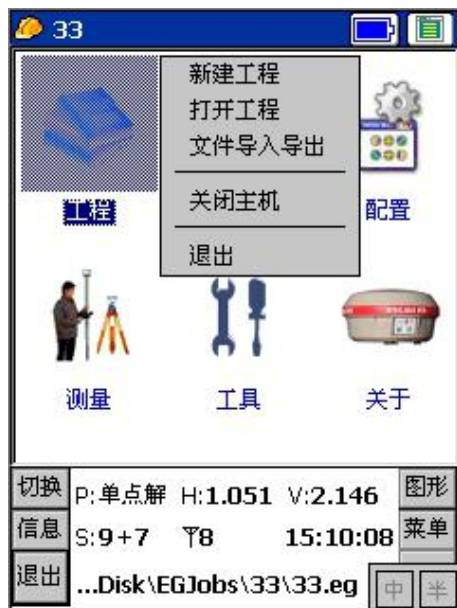 33
新建工程
打开工程
文件导入导出
关闭主机
退出
工程
配置
测量
工具
关于
切换
P:单点解 H:1.051 V:2.146
图形
信息
S:9+7 8 15:10:08
菜单
退出
...Disk\EGJobs\33\33.eg
中 半